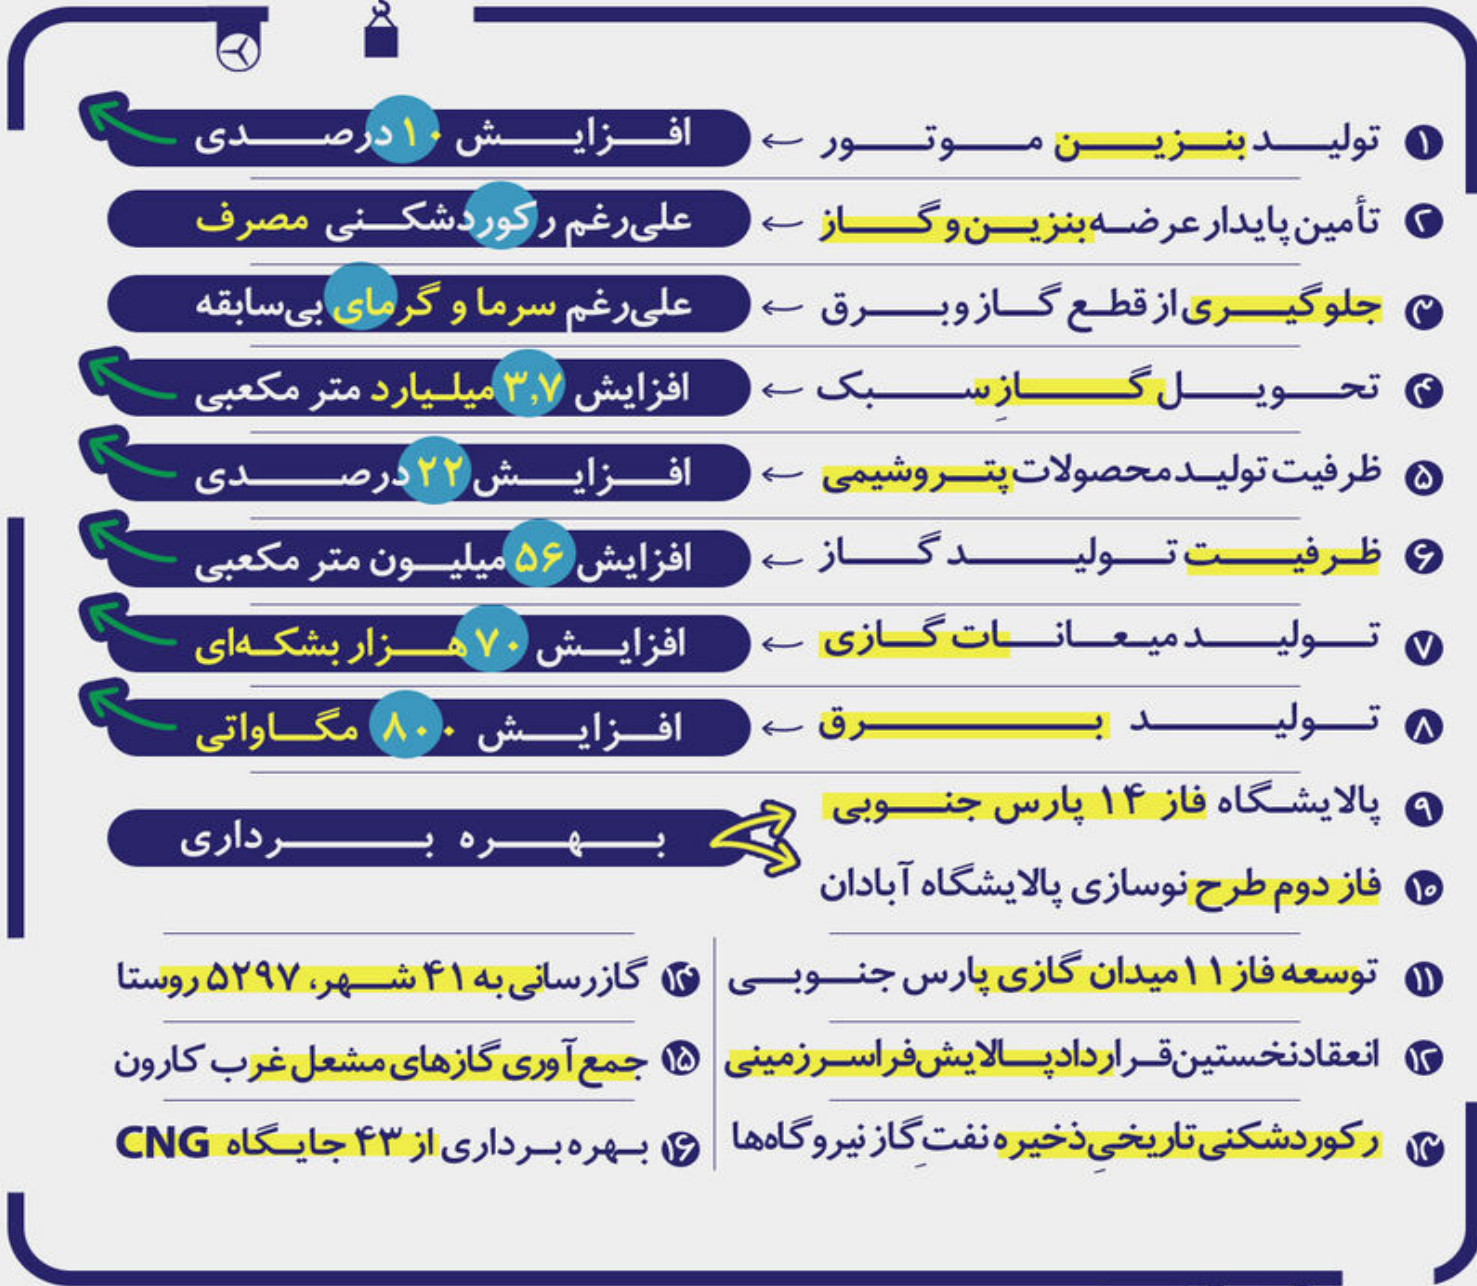 ۱ تولید بنزین موتور ← افزایش ۱۰ درصدی
۲ تأمین پایدار عرضه بنزین و گاز ← علی‌رغم رکوردشکنی مصرف
۳ جلوگیری از قطع گاز و برق ← علی‌رغم سرما و گرمای بی‌سابقه
۴ تحویل گازِ سبک ← افزایش ۳,۷ میلیارد متر مکعبی
۵ ظرفیت تولید محصولات پتروشیمی ← افزایش ۲۲ درصدی
۶ ظرفیت تولید گاز ← افزایش ۵۶ میلیون متر مکعبی
۷ تولید میعانات گازی ← افزایش ۷۰ هزار بشکه‌ای
۸ تولید برق ← افزایش ۸۰۰ مگاواتی
۹ پالایشگاه فاز ۱۴ پارس جنوبی
بهره برداری
۱۰ فاز دوم طرح نوسازی پالایشگاه آبادان
۱۱ توسعه فاز ۱۱ میدان گازی پارس جنوبی
۱۲ انعقاد نخستین قرارداد پالایش فراسرزمینی
۱۳ رکوردشکنی تاریخیِ ذخیره نفت‌گاز نیروگاه‌ها
۱۴ گازرسانی به ۴۱ شهر، ۵۲۹۷ روستا
۱۵ جمع آوری گازهای مشعل غرب کارون
۱۶ بهره برداری از ۴۳ جایگاه CNG